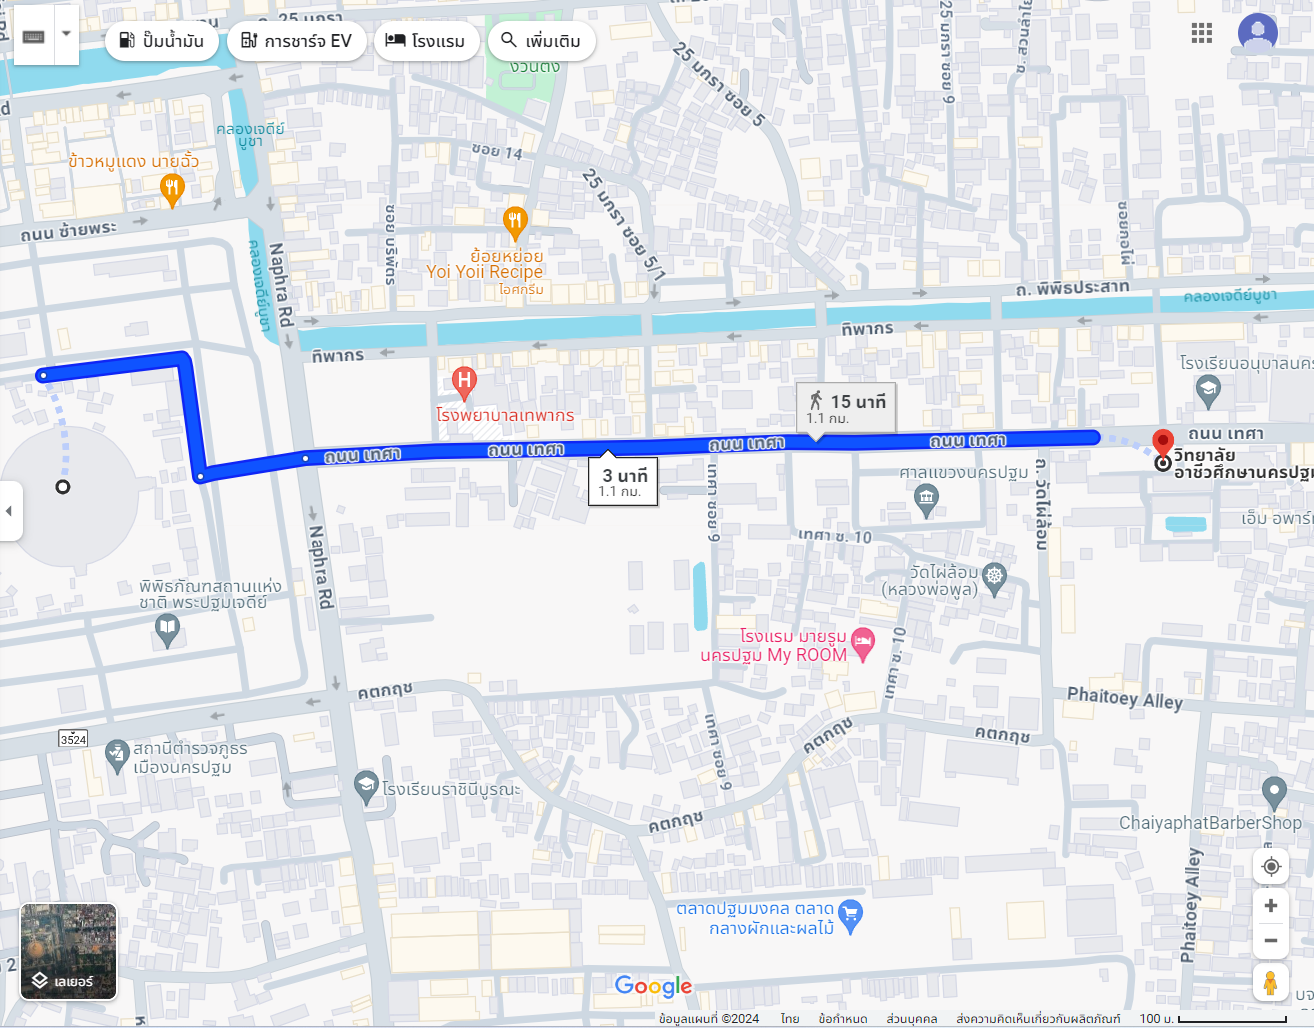 ถ. 25 มกรา
ปั๊มน้ำมัน
การชาร์จ EV
โรงแรม
เพิ่มเติม
25 มกรา ซอย 5
25 มกรา ซอย 9
คลองเจดีย์
บูชา
ข้าวหมูแดง นายฉั้ว
ซอย 14
25 มกรา ซอย 5/1
ถนน ซ้ายพระ
คลองเจดีย์บูชา
Naphra Rd
ย้อยหย่อย
Yoi Yoii Recipe
ไอศกรีม
ถ. พิพิธประสาท
คลองเจดีย์บูชา
ทิพากร
ทิพากร
โรงพยาบาลเทพากร
โรงเรียนอนุบาลนคร
15 นาที
1.1 กม.
ถนน เทศา
ถนน เทศา
ถนน เทศา
ถนน เทศา
ถนน เทศา
วิทยาลัย
อาชีวศึกษานครปฐม
3 นาที
1.1 กม.
ศาลแขวงนครปฐม
เทศา ซอย 9
ถ. วัดไผ่ล้อม
เอ็ม อพาร์ท
เทศา ซ. 10
Naphra Rd
พิพิธภัณฑสถานแห่ง
ชาติ พระปฐมเจดีย์
วัดไผ่ล้อม
(หลวงพ่อพูล)
โรงแรม มายรูม
นครปฐม My ROOM
เทศา ซ. 10
คตกฤช
Phaitoey Alley
3524
สถานีตำรวจภูธร
เมืองนครปฐม
เทศา ซอย 9
คตกฤช
คตกฤช
โรงเรียนราชินีบูรณะ
คตกฤช
ChaiyaphatBarberShop
Phaitoey Alley
ตลาดปฐมมงคล ตลาด
กลางผักและผลไม้
เลเยอร์
Google
ข้อมูลแผนที่ ©2024 ไทย ข้อกำหนด ส่วนบุคคล ส่งความคิดเห็นเกี่ยวกับผลิตภัณฑ์ 100 ม.